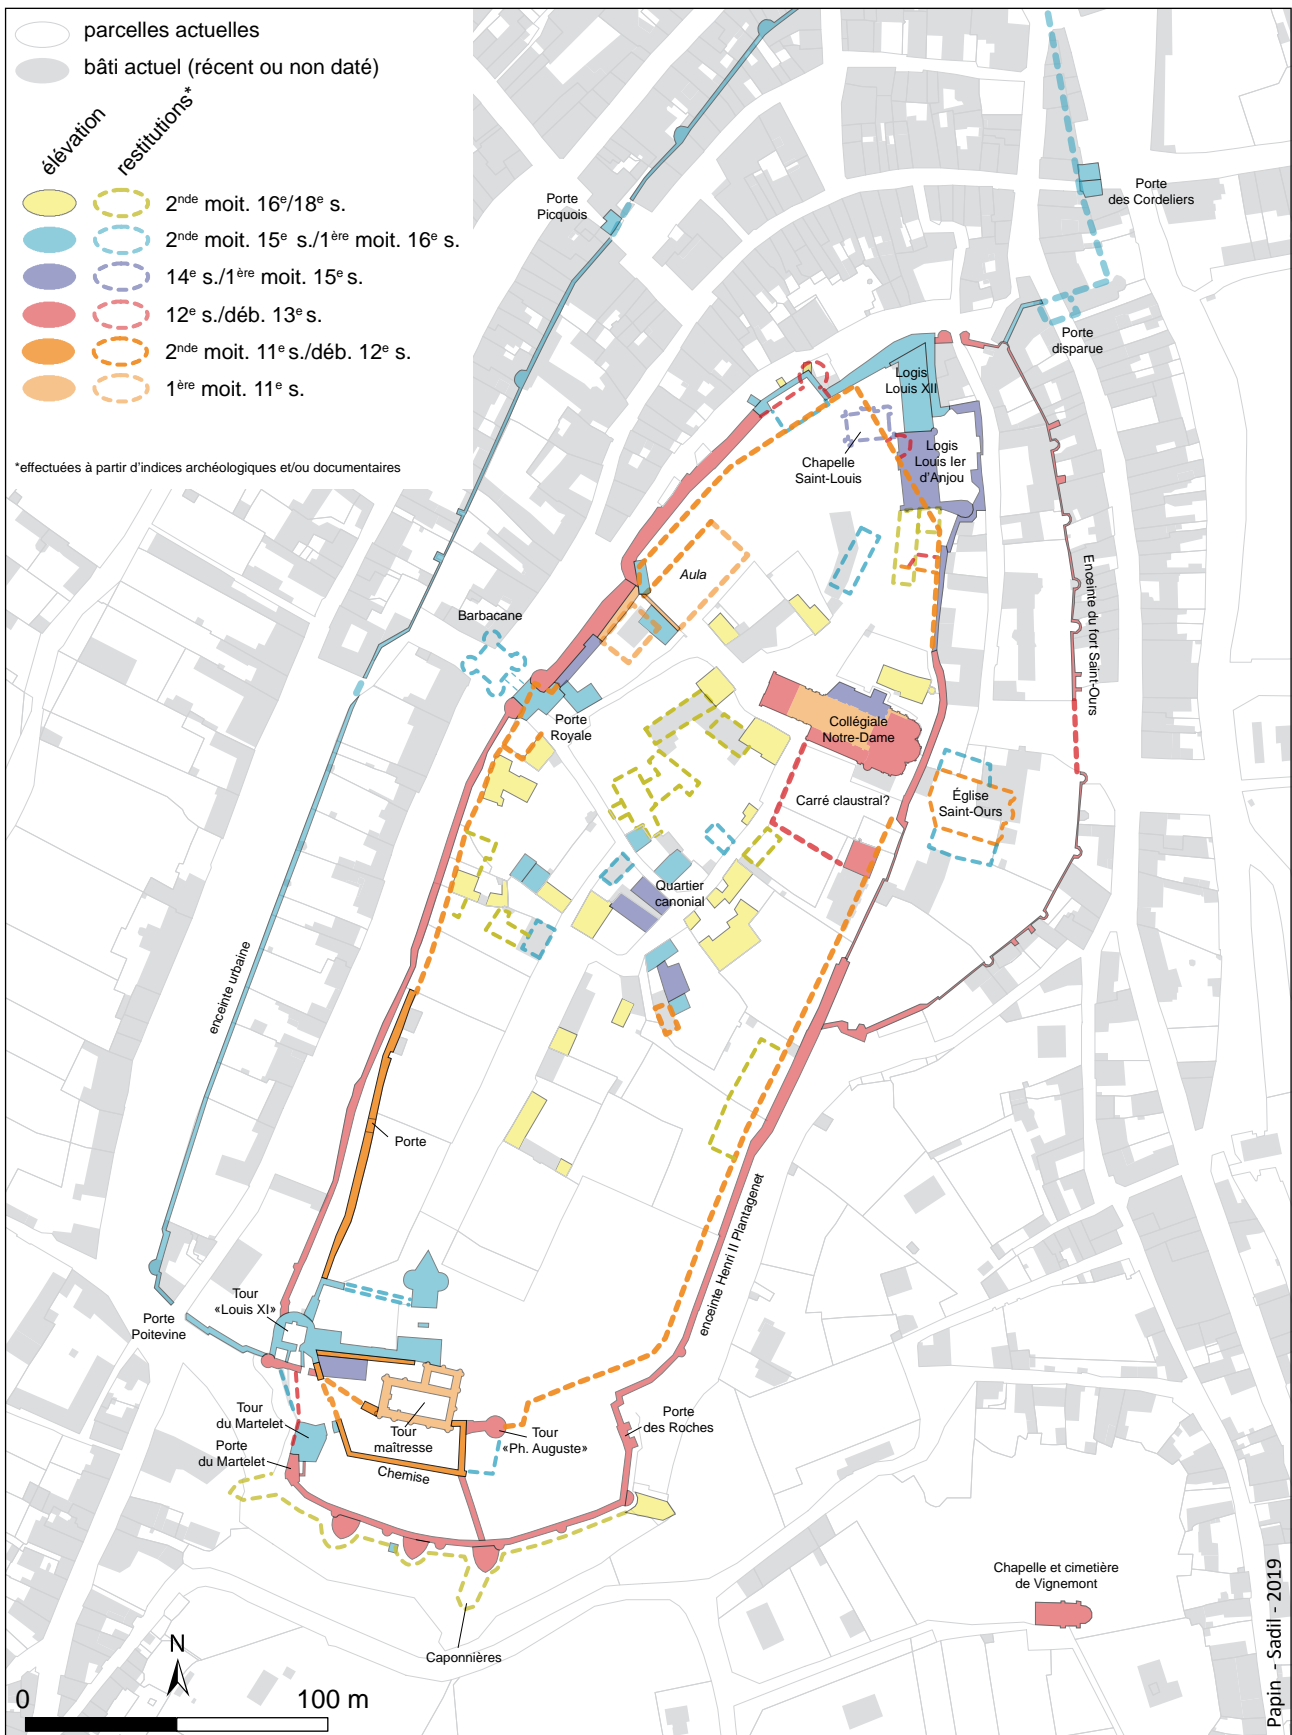 parcelles actuelles
bâti actuel (récent ou non daté)
élévation
restitutions*
2nde moit. 16e/18e s.
2nde moit. 15e s./1ère moit. 16e s.
14e s./1ère moit. 15e s.
12e s./déb. 13e s.
2nde moit. 11e s./déb. 12e s.
1ère moit. 11e s.
*effectuées à partir d'indices archéologiques et/ou documentaires
Porte
Picquois
Porte
des Cordeliers
Porte
disparue
Logis
Louis XII
Logis
Louis Ier
d'Anjou
Chapelle
Saint-Louis
Aula
Barbacane
Porte
Royale
Enceinte du fort Saint-Ours
Collégiale
Notre-Dame
Carré claustral?
Église
Saint-Ours
Quartier
canonial
enceinte urbaine
Porte
enceinte Henri II Plantagenet
Tour
«Louis XI»
Porte
Poitevine
Tour
du Martelet
Porte
du Martelet
Tour
maîtresse
Chemise
Tour
«Ph. Auguste»
Porte
des Roches
Caponnières
Chapelle et cimetière
de Vignemont
N
0
100 m
Papin - Sadil - 2019